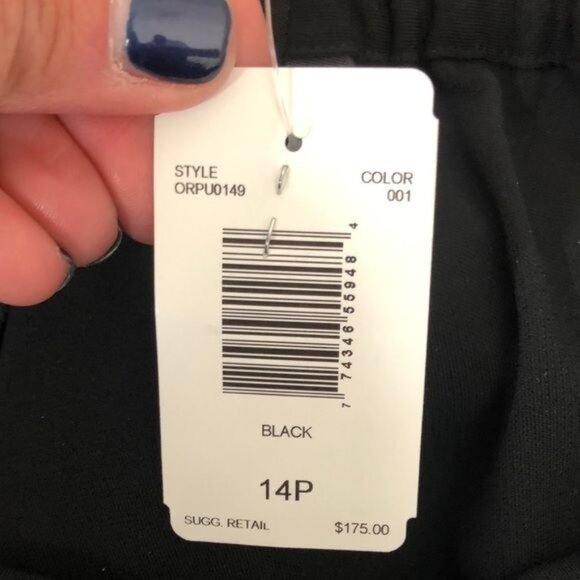 STYLE
ORPU0149
COLOR
001
7 74346 55948 4
BLACK
14P
SUGG. RETAIL $175.00